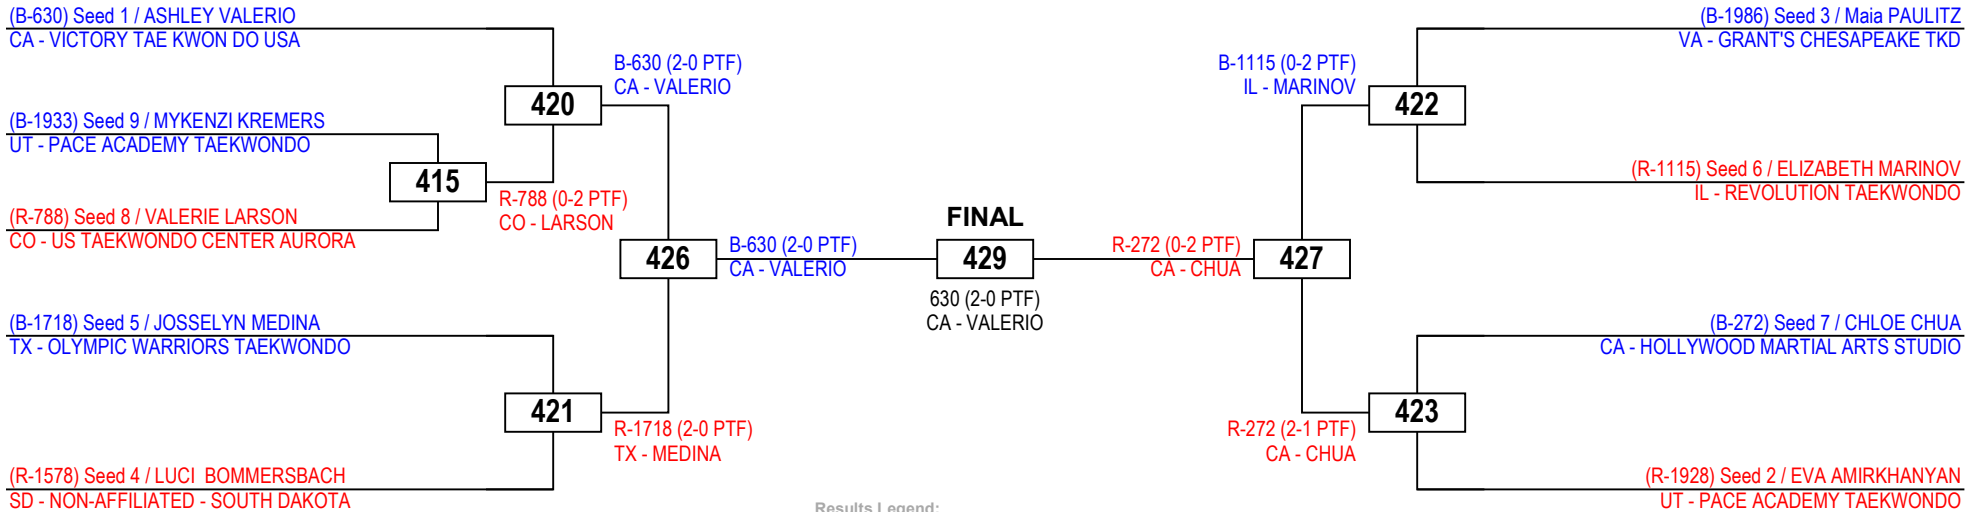 (B-630) Seed 1 / ASHLEY VALERIO
CA - VICTORY TAE KWON DO USA
(B-1933) Seed 9 / MYKENZI KREMERS
UT - PACE ACADEMY TAEKWONDO
(R-788) Seed 8 / VALERIE LARSON
CO - US TAEKWONDO CENTER AURORA
(B-1718) Seed 5 / JOSSELYN MEDINA
TX - OLYMPIC WARRIORS TAEKWONDO
(R-1578) Seed 4 / LUCI  BOMMERSBACH
SD - NON-AFFILIATED - SOUTH DAKOTA
415
R-788 (0-2 PTF)
CO - LARSON
420
B-630 (2-0 PTF)
CA - VALERIO
421
R-1718 (2-0 PTF)
TX - MEDINA
426
B-630 (2-0 PTF)
CA - VALERIO
FINAL
429
630 (2-0 PTF)
CA - VALERIO
R-272 (0-2 PTF)
CA - CHUA
427
B-1115 (0-2 PTF)
IL - MARINOV
422
R-272 (2-1 PTF)
CA - CHUA
423
(B-1986) Seed 3 / Maia PAULITZ
VA - GRANT'S CHESAPEAKE TKD
(R-1115) Seed 6 / ELIZABETH MARINOV
IL - REVOLUTION TAEKWONDO
(B-272) Seed 7 / CHLOE CHUA
CA - HOLLYWOOD MARTIAL ARTS STUDIO
(R-1928) Seed 2 / EVA AMIRKHANYAN
UT - PACE ACADEMY TAEKWONDO
Results Legend: